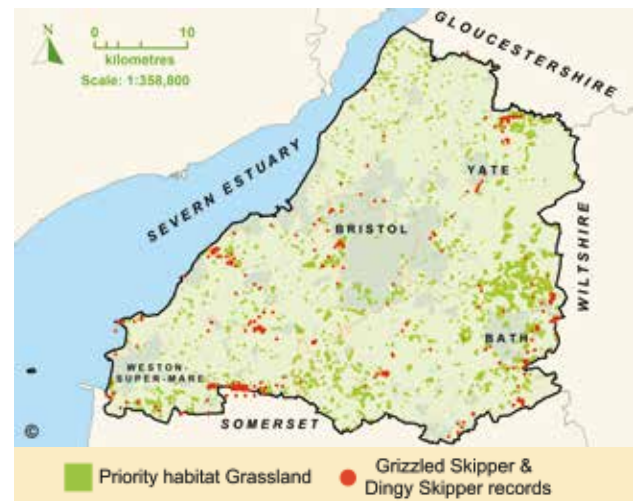 N
0 10
kilometres
Scale: 1:358,800
GLOUCESTERSHIRE
SEVERN ESTUARY
YATE
BRISTOL
WILTSHIRE
BATH
WESTON-
SUPER-MARE
SOMERSET
©
Priority habitat Grassland
Grizzled Skipper &
Dingy Skipper records